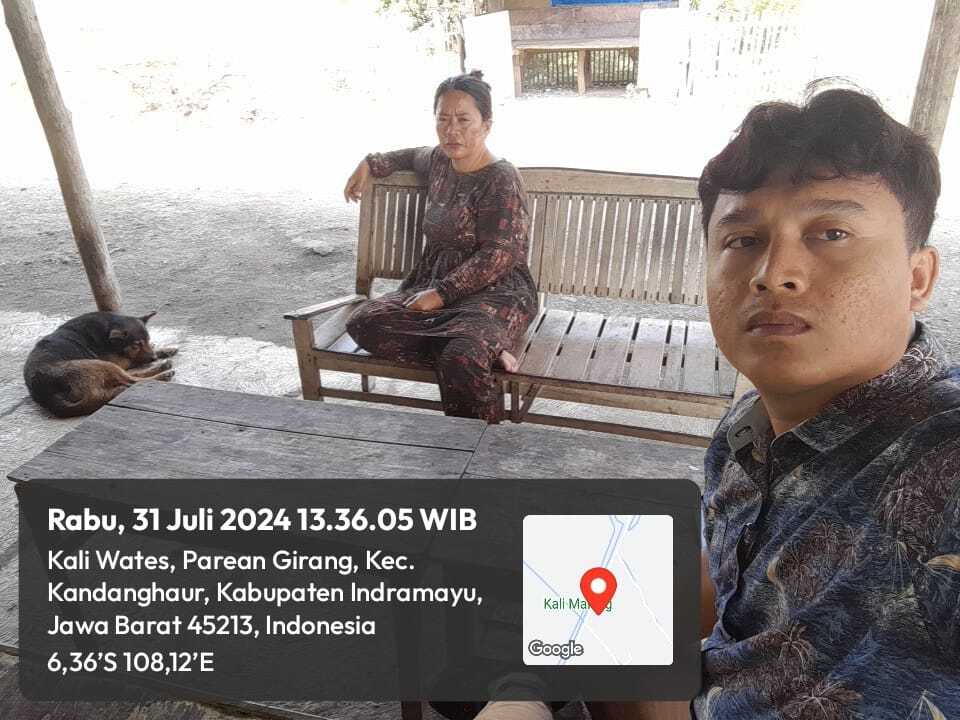 Rabu, 31 Juli 2024 13.36.05 WIB
Kali Wates, Parean Girang, Kec.
Kandanghaur, Kabupaten Indramayu,
Jawa Barat 45213, Indonesia
6,36’S 108,12’E
Google